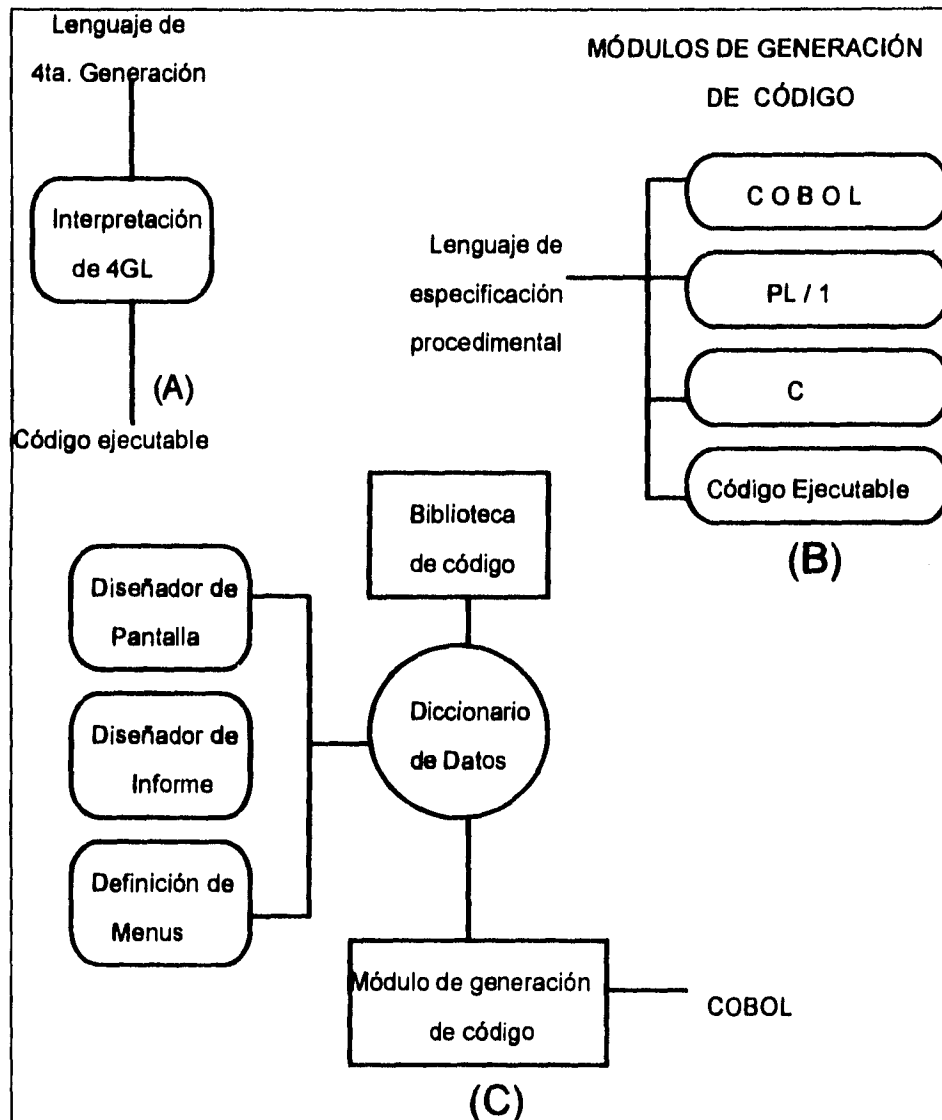 Lenguaje de
4ta. Generación
Interpretación
de 4GL
(A)
Código ejecutable
MÓDULOS DE GENERACIÓN
DE CÓDIGO
Lenguaje de
especificación
procedimental
C O B O L
PL / 1
C
Código Ejecutable
(B)
Biblioteca
de código
Diseñador de
Pantalla
Diseñador de
Informe
Definición de
Menus
Diccionario
de Datos
Módulo de generación
de código
COBOL
(C)